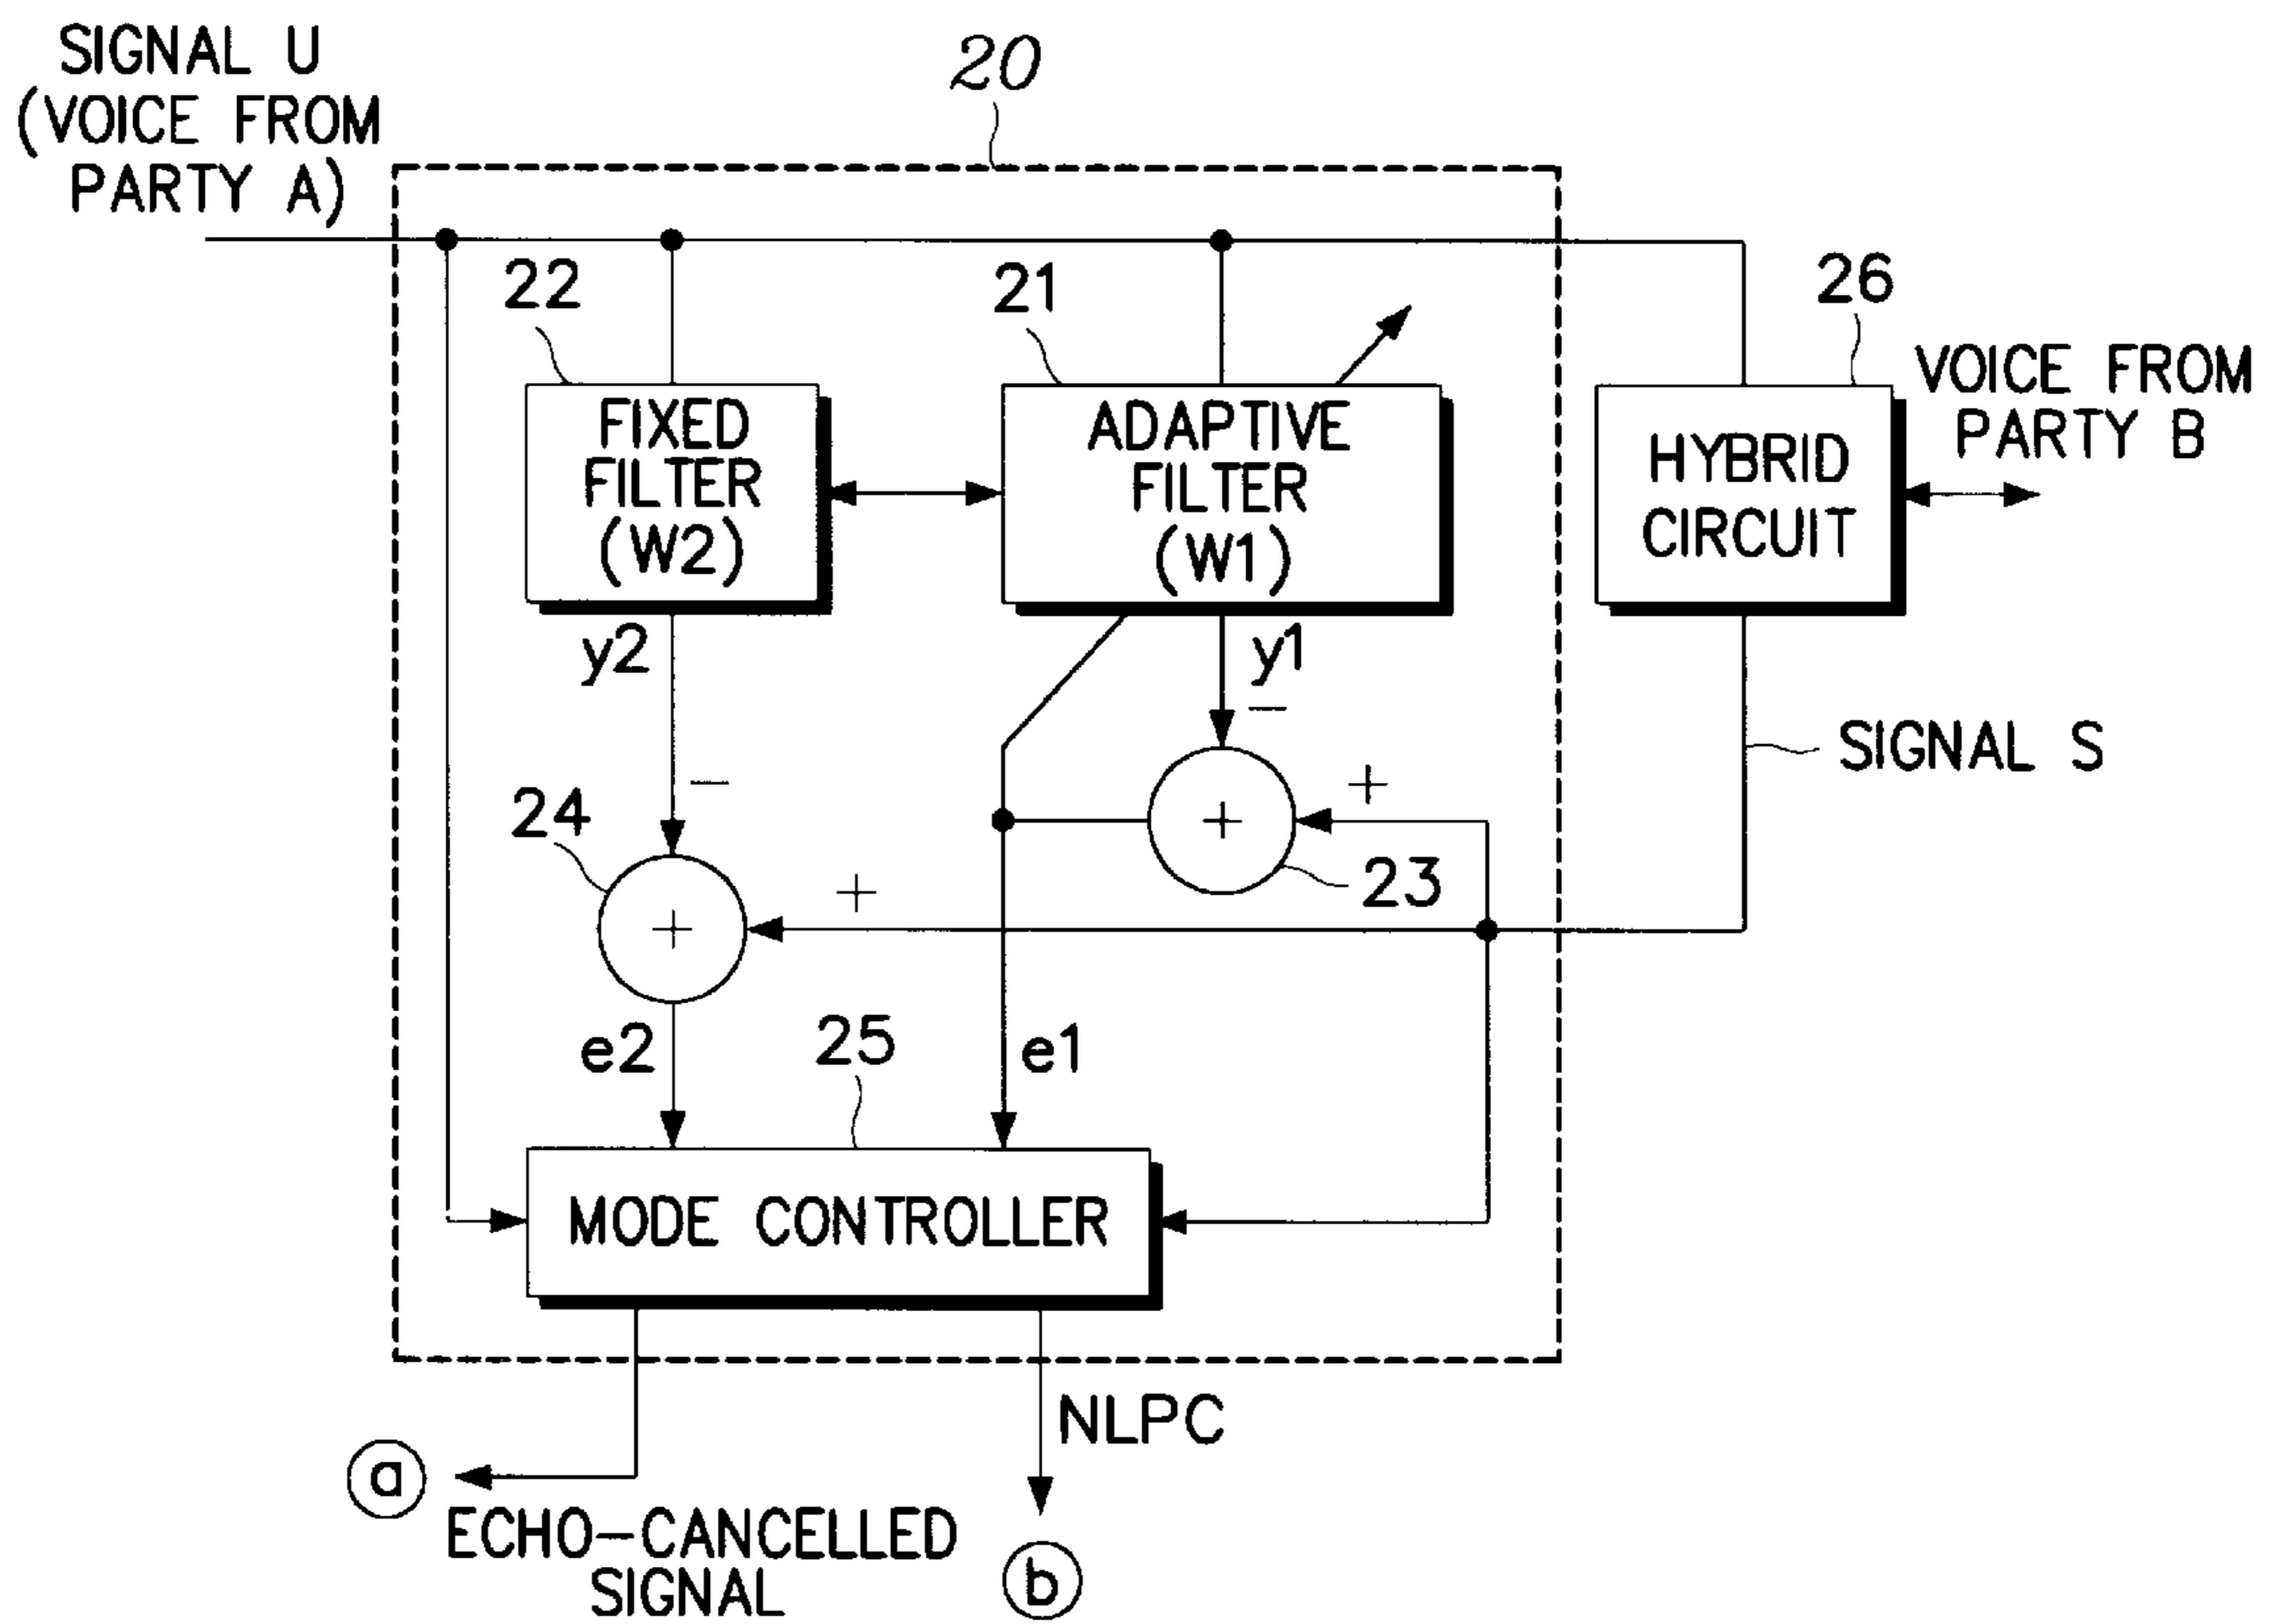 SIGNAL U
(VOICE FROM
PARTY A)
20
22
21
26
FIXED
FILTER
(W2)
ADAPTIVE
FILTER
(W1)
HYBRID
CIRCUIT
VOICE FROM
PARTY B
y2
y1
−
−
SIGNAL S
24
+
+
23
+
+
e2
25
e1
MODE CONTROLLER
NLPC
a
ECHO-CANCELLED
SIGNAL
b